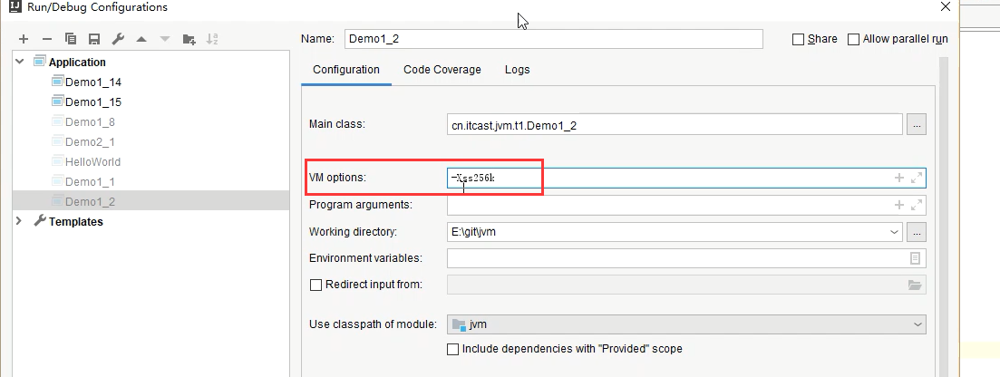 Run/Debug Configurations
Name: Demo1_2 Share Allow parallel run
Application
Demo1_14
Demo1_15
Demo1_8
Demo2_1
HelloWorld
Demo1_1
Demo1_2
Templates
Configuration Code Coverage Logs
Main class: cn.itcast.jvm.t1.Demo1_2 ...
VM options: -Xss256k
Program arguments:
Working directory: E:\git\jvm ...
Environment variables:
Redirect input from:
Use classpath of module: jvm
Include dependencies with "Provided" scope